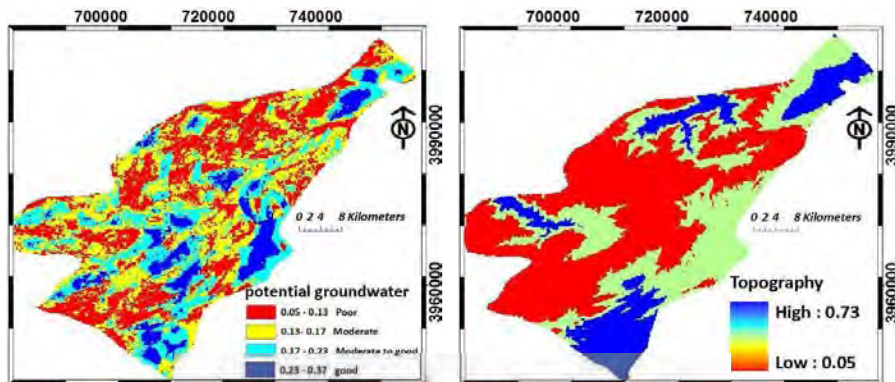 700000 720000 740000
3990000
N
0 2 4 8 Kilometers
3960000
potential groundwater
0.05 - 0.13 Poor
0.13- 0.17 Moderate
0.17 - 0.23 Moderate to good
0.23 - 0.37 good
700000 720000 740000
3990000
N
0 2 4 8 Kilometers
3960000
Topography
High : 0.73
Low : 0.05